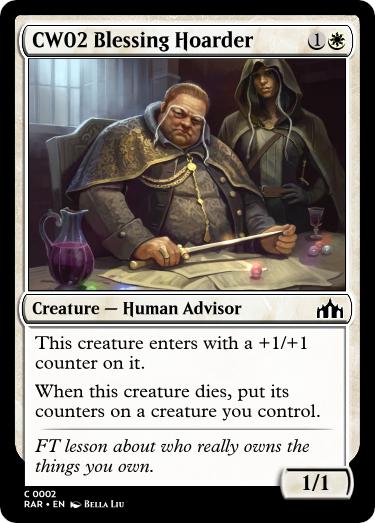 CW02 Blessing Hoarder 1
Creature — Human Advisor
This creature enters with a +1/+1
counter on it.
When this creature dies, put its
counters on a creature you control.
FT lesson about who really owns the
things you own.
1/1
C 0002
RAR • EN Bella Liu